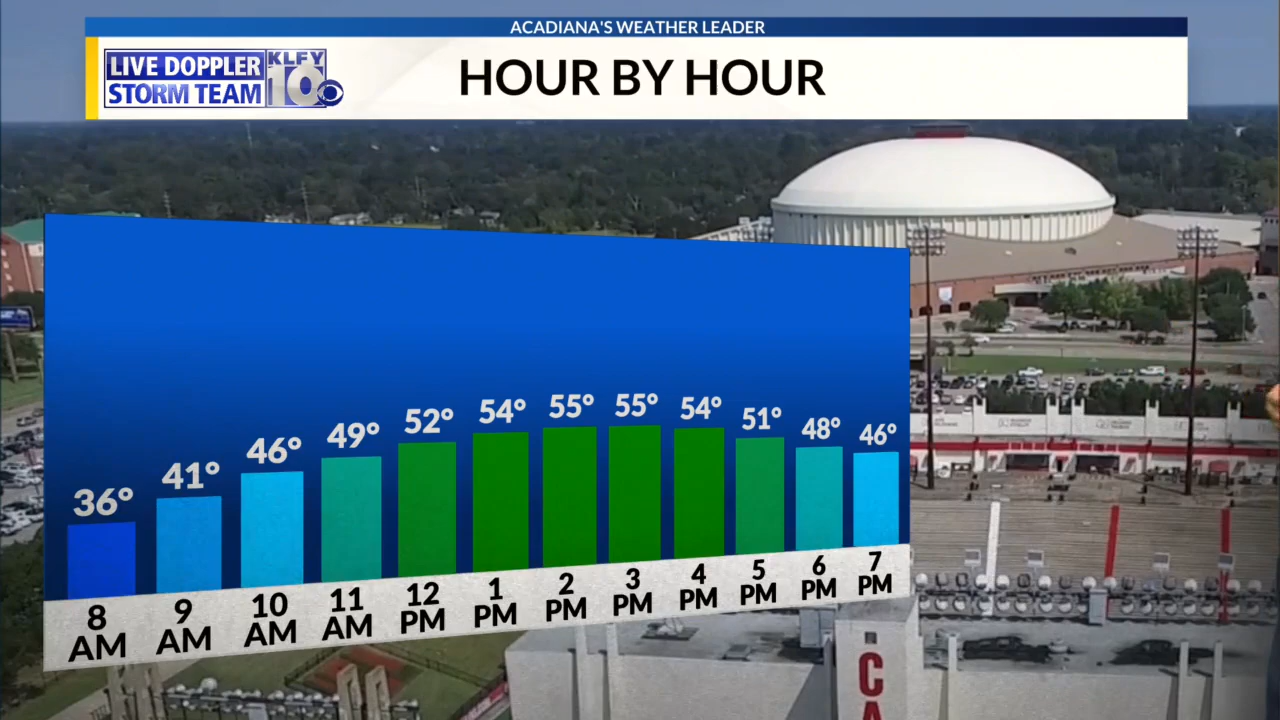 ACADIANA'S WEATHER LEADER
LIVE DOPPLER
STORM TEAM
KLFY
10
HOUR BY HOUR
36° 41° 46° 49° 52° 54° 55° 55° 54° 51° 48° 46°
8 AM 9 AM 10 AM 11 AM 12 PM 1 PM 2 PM 3 PM 4 PM 5 PM 6 PM 7 PM
CA